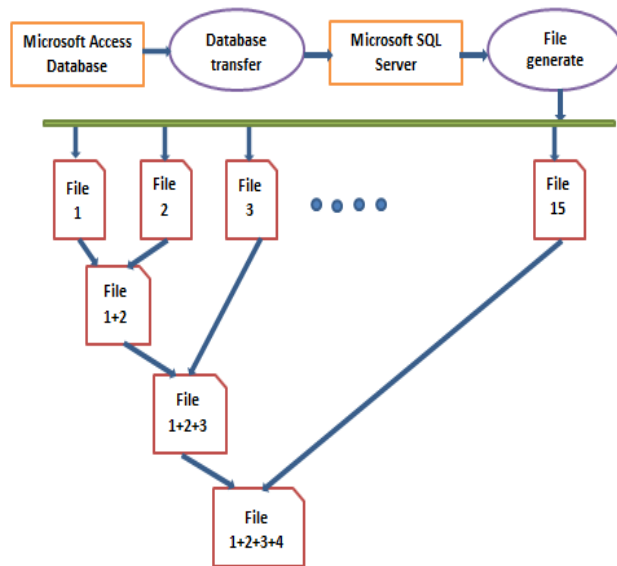 Microsoft Access
Database
Database
transfer
Microsoft SQL
Server
File
generate
File
1
File
2
File
3
File
15
File
1+2
File
1+2+3
File
1+2+3+4